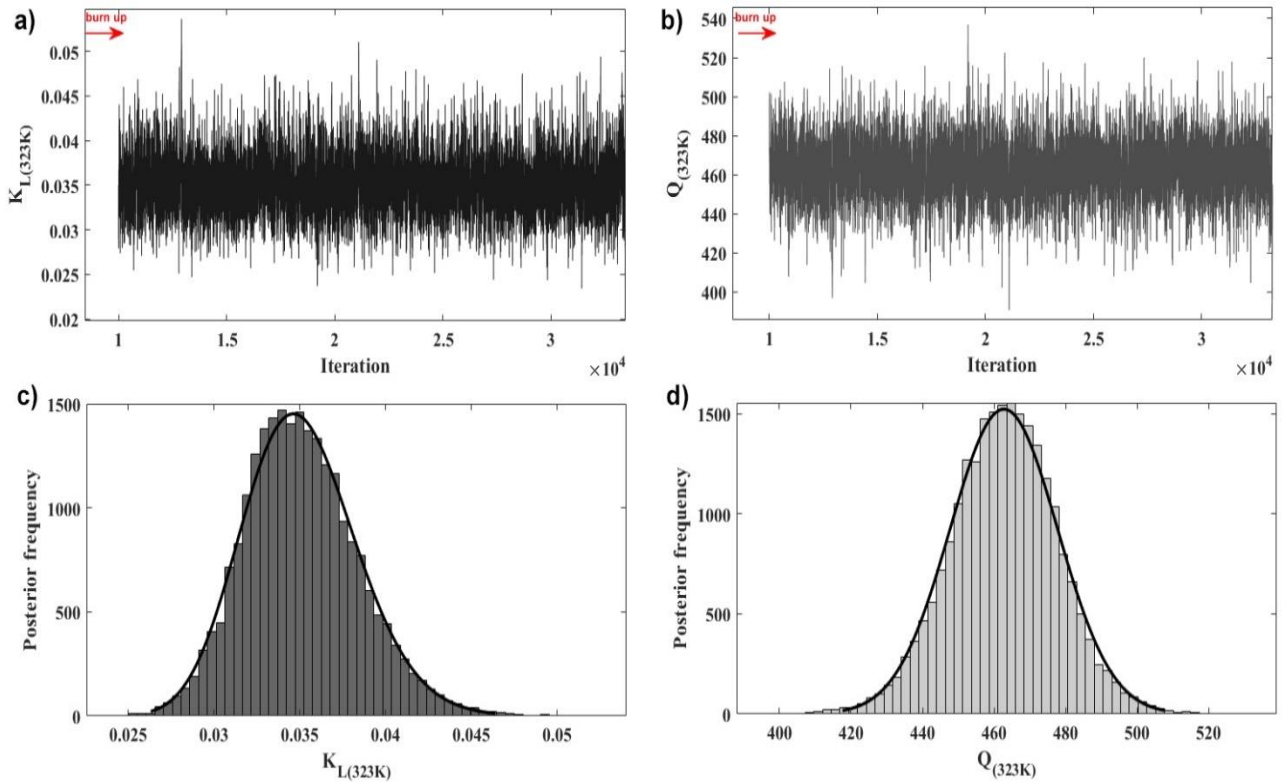 a)
burn up
0.05
0.045
0.04
0.035
0.03
0.025
0.02
K_L(323K)
1 1.5 2 2.5 3
Iteration
×10^4
b)
burn up
540
520
500
480
460
440
420
400
Q_(323K)
1 1.5 2 2.5 3
Iteration
×10^4
c)
1500
1000
500
0
Posterior frequency
0.025 0.03 0.035 0.04 0.045 0.05
K_L(323K)
d)
1500
1000
500
0
Posterior frequency
400 420 440 460 480 500 520
Q_(323K)